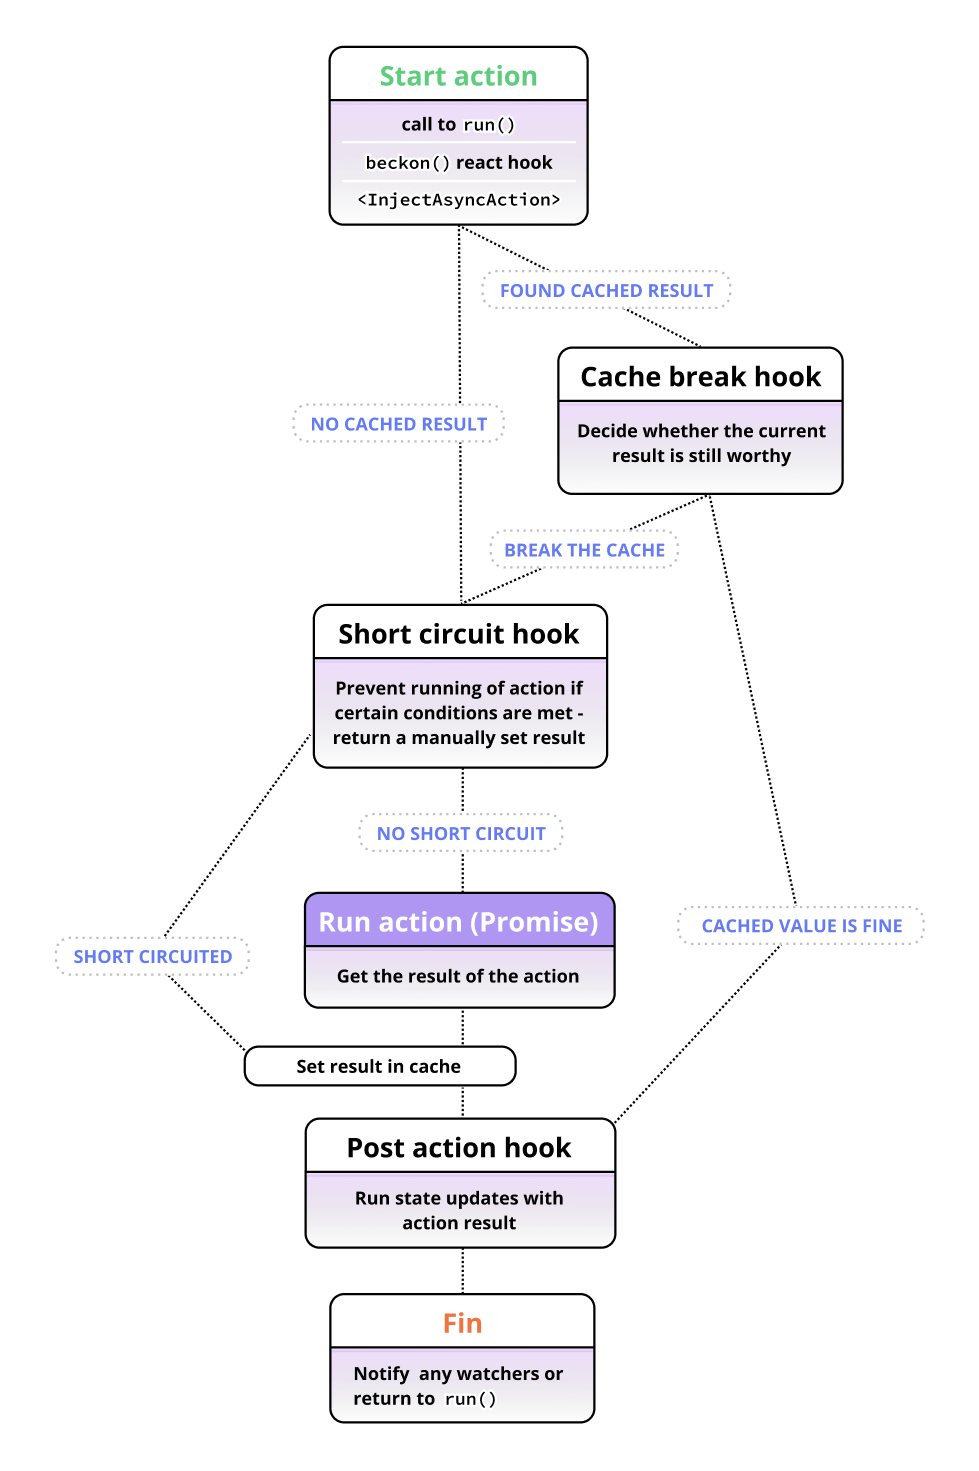 Start action
call to run()
beckon() react hook
<InjectAsyncAction>
FOUND CACHED RESULT
Cache break hook
Decide whether the current
result is still worthy
NO CACHED RESULT
BREAK THE CACHE
Short circuit hook
Prevent running of action if
certain conditions are met -
return a manually set result
NO SHORT CIRCUIT
Run action (Promise)
Get the result of the action
CACHED VALUE IS FINE
SHORT CIRCUITED
Set result in cache
Post action hook
Run state updates with
action result
Fin
Notify any watchers or
return to run()